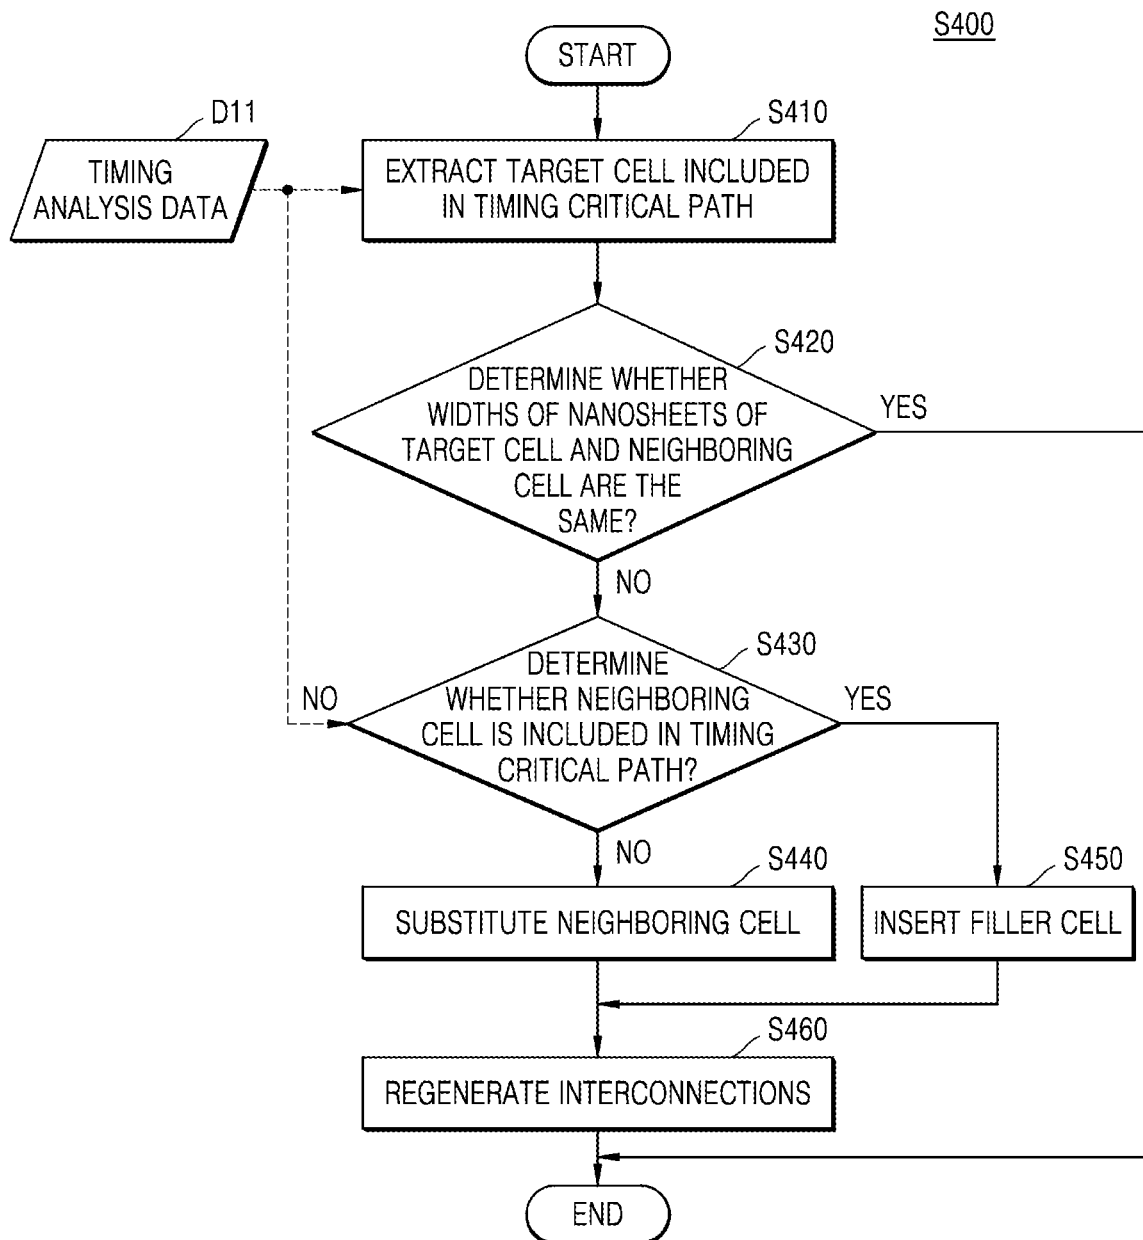 S400
START
D11
TIMING
ANALYSIS DATA
S410
EXTRACT TARGET CELL INCLUDED
IN TIMING CRITICAL PATH
S420
DETERMINE WHETHER
WIDTHS OF NANOSHEETS OF
TARGET CELL AND NEIGHBORING
CELL ARE THE
SAME?
YES
NO
S430
DETERMINE
WHETHER NEIGHBORING
CELL IS INCLUDED IN TIMING
CRITICAL PATH?
NO
YES
NO
S440
SUBSTITUTE NEIGHBORING CELL
S450
INSERT FILLER CELL
S460
REGENERATE INTERCONNECTIONS
END